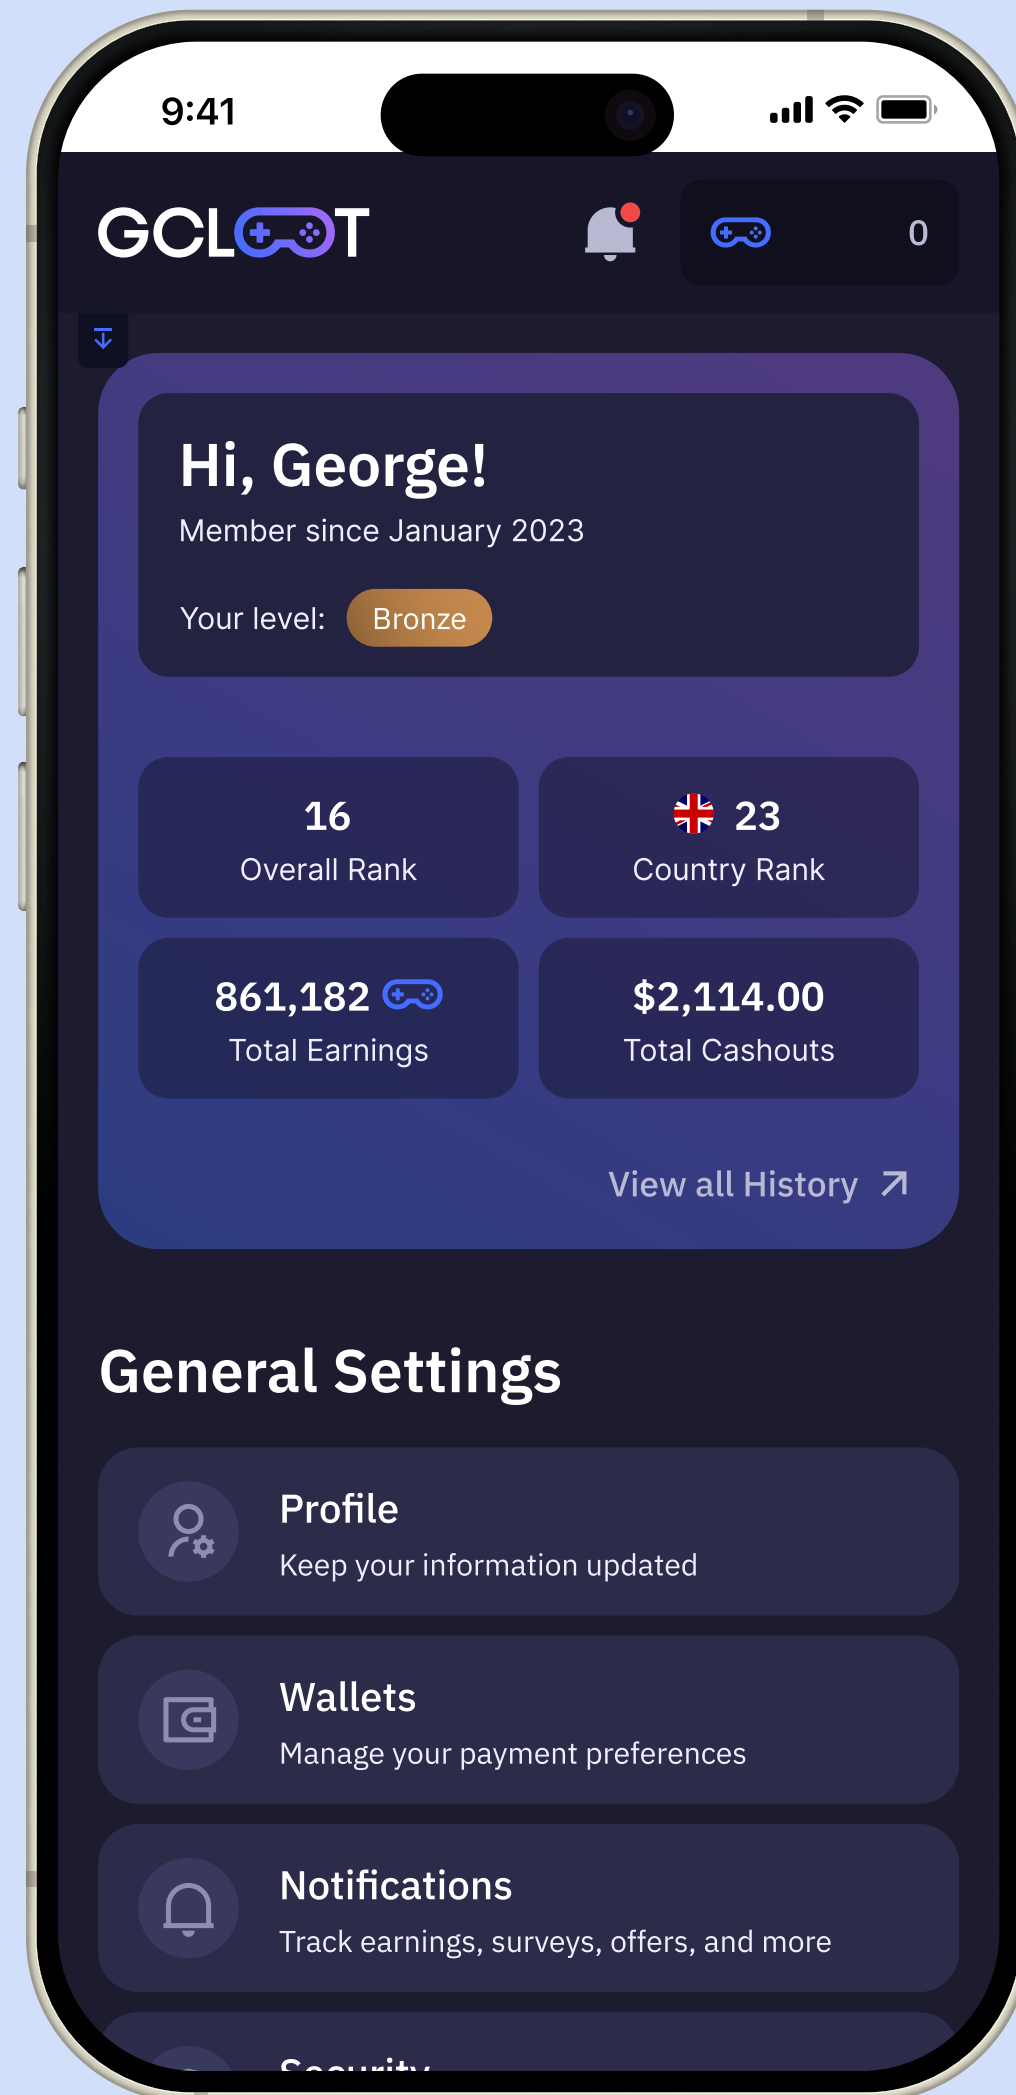 9:41
GCLOOT
0
Hi, George!
Member since January 2023
Your level: Bronze
16
Overall Rank
23
Country Rank
861,182
Total Earnings
$2,114.00
Total Cashouts
View all History
General Settings
Profile
Keep your information updated
Wallets
Manage your payment preferences
Notifications
Track earnings, surveys, offers, and more
Security